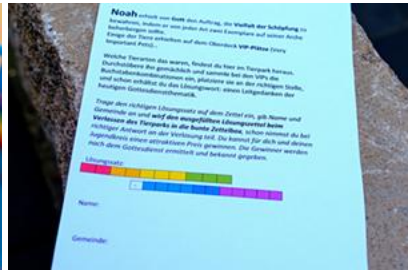 Noah erhielt von Gott den Auftrag, die Vielfalt der Schöpfung zu
bewahren, indem er von jeder Art zwei Exemplare auf seiner Arche
beherbergen sollte.
Einige der Tiere erhielten auf dem Oberdeck VIP-Plätze (Very
Important Pets)..
Welche Tierarten das waren, findest du hier im Tierpark heraus.
Durchstöbere ihn gemächlich und sammle bei den VIPs die
Buchstabenkombinationen ein, platziere sie an der richtigen Stelle,
und schon erhältst du das Lösungswort: einen Leitgedanken der
heutigen Gottesdienstthematik.
Trage den richtigen Lösungssatz auf dem Zettel ein, gib Name und
Gemeinde an und wirf den ausgefüllten Lösungszettel beim
Verlassen des Tierparks in die bunte Zettelbox, schon nimmst du bei
richtiger Antwort an der Verlosung teil. Du kannst für dich und deinen
Jugendkreis einen attraktiven Preis gewinnen. Die Gewinner werden
nach dem Gottesdienst ermittelt und bekannt gegeben.
Lösungssatz:
Name:
Gemeinde: